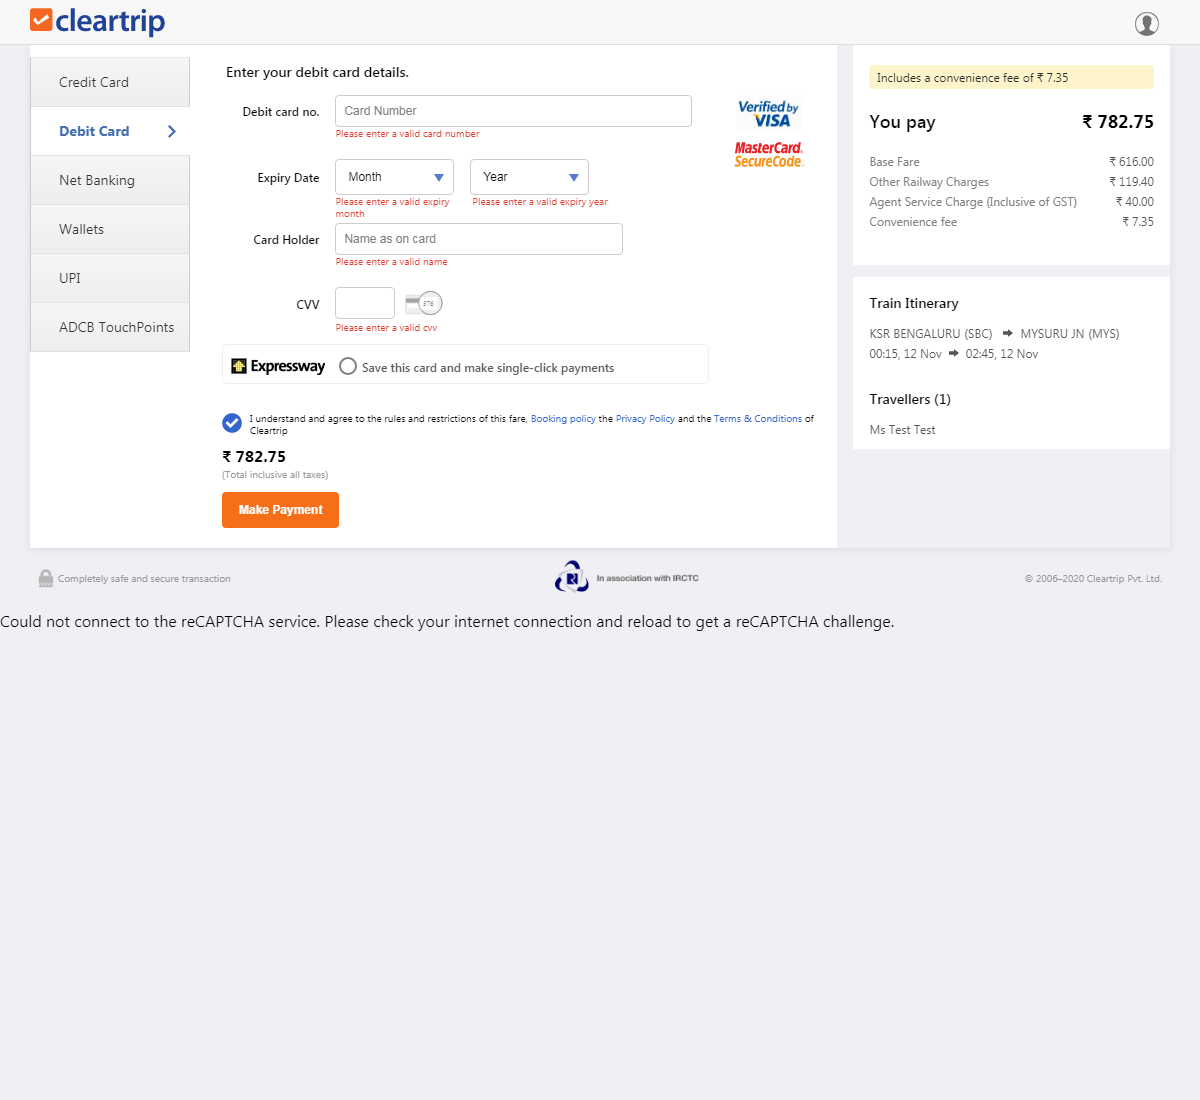 cleartrip
Credit Card
Debit Card
Net Banking
Wallets
UPI
ADCB TouchPoints
Enter your debit card details.
Debit card no.
Card Number
Please enter a valid card number
Verified by
VISA
MasterCard.
SecureCode.
Expiry Date
Month
Year
Please enter a valid expiry
month
Please enter a valid expiry year
Card Holder
Name as on card
Please enter a valid name
CVV
576
Please enter a valid cvv
Expressway
Save this card and make single-click payments
I understand and agree to the rules and restrictions of this fare, Booking policy the Privacy Policy and the Terms & Conditions of
Cleartrip
₹ 782.75
(Total inclusive all taxes)
Make Payment
Includes a convenience fee of ₹ 7.35
You pay ₹ 782.75
Base Fare ₹ 616.00
Other Railway Charges ₹ 119.40
Agent Service Charge (Inclusive of GST) ₹ 40.00
Convenience fee ₹ 7.35
Train Itinerary
KSR BENGALURU (SBC) ➡ MYSURU JN (MYS)
00:15, 12 Nov ➡ 02:45, 12 Nov
Travellers (1)
Ms Test Test
Completely safe and secure transaction
In association with IRCTC
© 2006–2020 Cleartrip Pvt. Ltd.
Could not connect to the reCAPTCHA service. Please check your internet connection and reload to get a reCAPTCHA challenge.